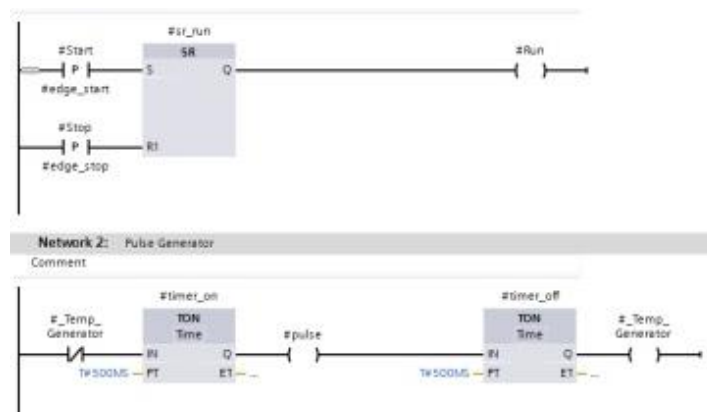 #sr_run
#Start SR #Run
P S Q
#edge_start
#Stop
P R1
#edge_stop
Network 2: Pulse Generator
Comment
#timer_on #timer_off
#_Temp_ TON TON #_Temp_
Generator Time #pulse Time Generator
IN Q IN Q
T#500MS PT ET ... T#500MS PT ET ...